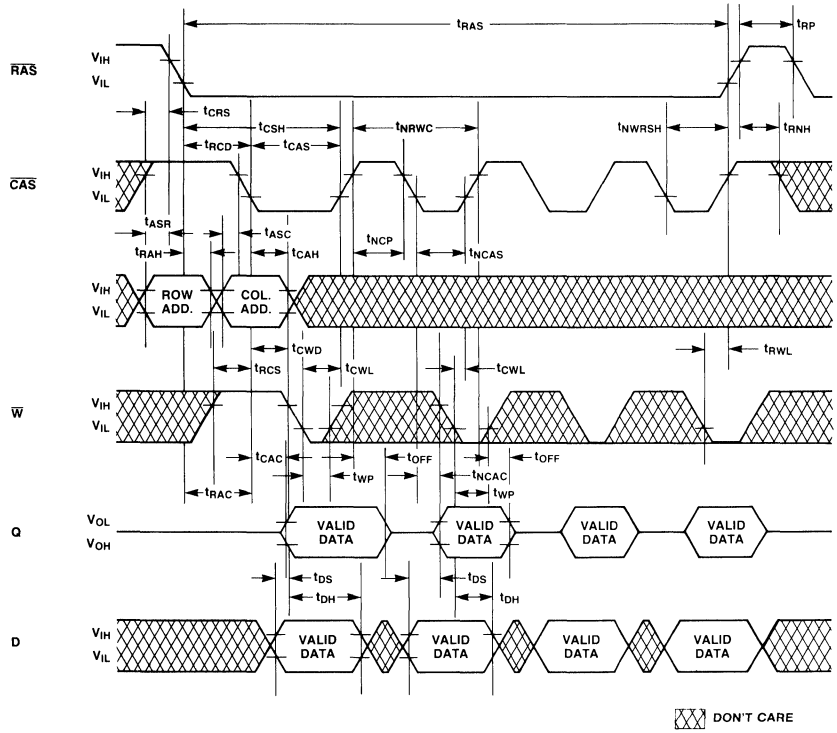 tRAS
tRP
RAS
VIH
VIL
tCRS
tCSH
tNRWC
tNWRSH
tRNH
tRCD
tCAS
CAS
VIH
VIL
tASR
tASC
tRAH
tCAH
tNCP
tNCAS
VIH
VIL
ROW ADD.
COL. ADD.
tCWD
tRCS
tCWL
tCWL
tRWL
W
VIH
VIL
tCAC
tOFF
tOFF
tWP
tNCAC
tRAC
tWP
Q
VOL
VOH
VALID DATA
VALID DATA
VALID DATA
VALID DATA
tDS
tDS
tDH
tDH
D
VIH
VIL
VALID DATA
VALID DATA
VALID DATA
VALID DATA
DON'T CARE